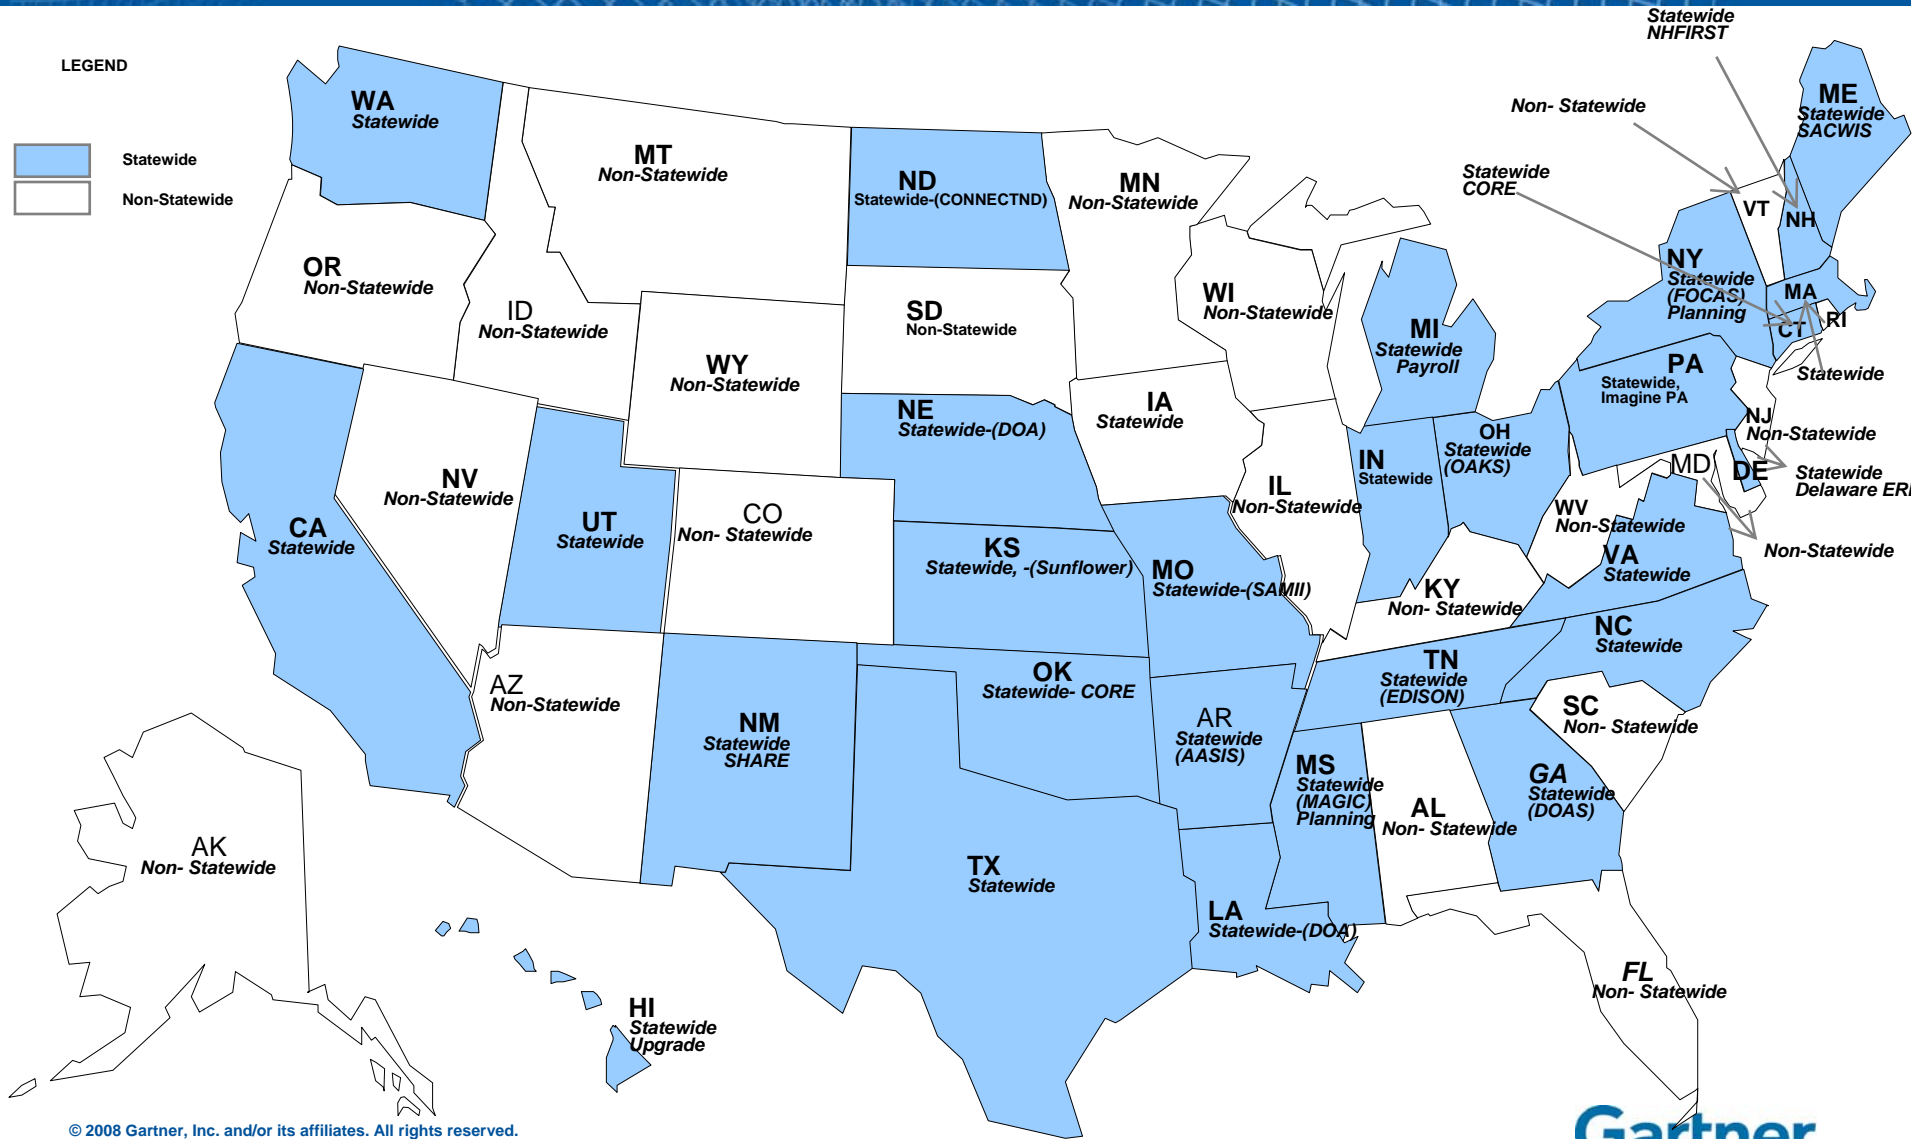 Statewide
NHFIRST
LEGEND
WA
Statewide
ME
Statewide
SACWIS
Non- Statewide
Statewide
MT
Non-Statewide
ND
Statewide-(CONNECTND)
MN
Non-Statewide
Statewide
CORE
Non-Statewide
VT
NH
OR
Non-Statewide
ID
Non-Statewide
SD
Non-Statewide
WI
Non-Statewide
NY
Statewide
(FOCAS)
Planning
MA
CT
RI
MI
Statewide
Payroll
WY
Non-Statewide
PA
Statewide,
Imagine PA
Statewide
NE
Statewide-(DOA)
IA
Statewide
NJ
Non-Statewide
OH
Statewide
(OAKS)
IN
Statewide
MD
DE
Statewide
Delaware ER
NV
Non-Statewide
IL
Non-Statewide
CA
Statewide
UT
Statewide
CO
Non- Statewide
WV
Non-Statewide
VA
Statewide
Non-Statewide
KS
Statewide, -(Sunflower)
MO
Statewide-(SAMII)
KY
Non- Statewide
NC
Statewide
TN
Statewide
(EDISON)
OK
Statewide- CORE
AZ
Non-Statewide
NM
Statewide
SHARE
AR
Statewide
(AASIS)
SC
Non- Statewide
MS
Statewide
(MAGIC)
Planning
AL
Non- Statewide
GA
Statewide
(DOAS)
AK
Non- Statewide
TX
Statewide
LA
Statewide-(DOA)
FL
Non- Statewide
HI
Statewide
Upgrade
© 2008 Gartner, Inc. and/or its affiliates. All rights reserved.
Gartner